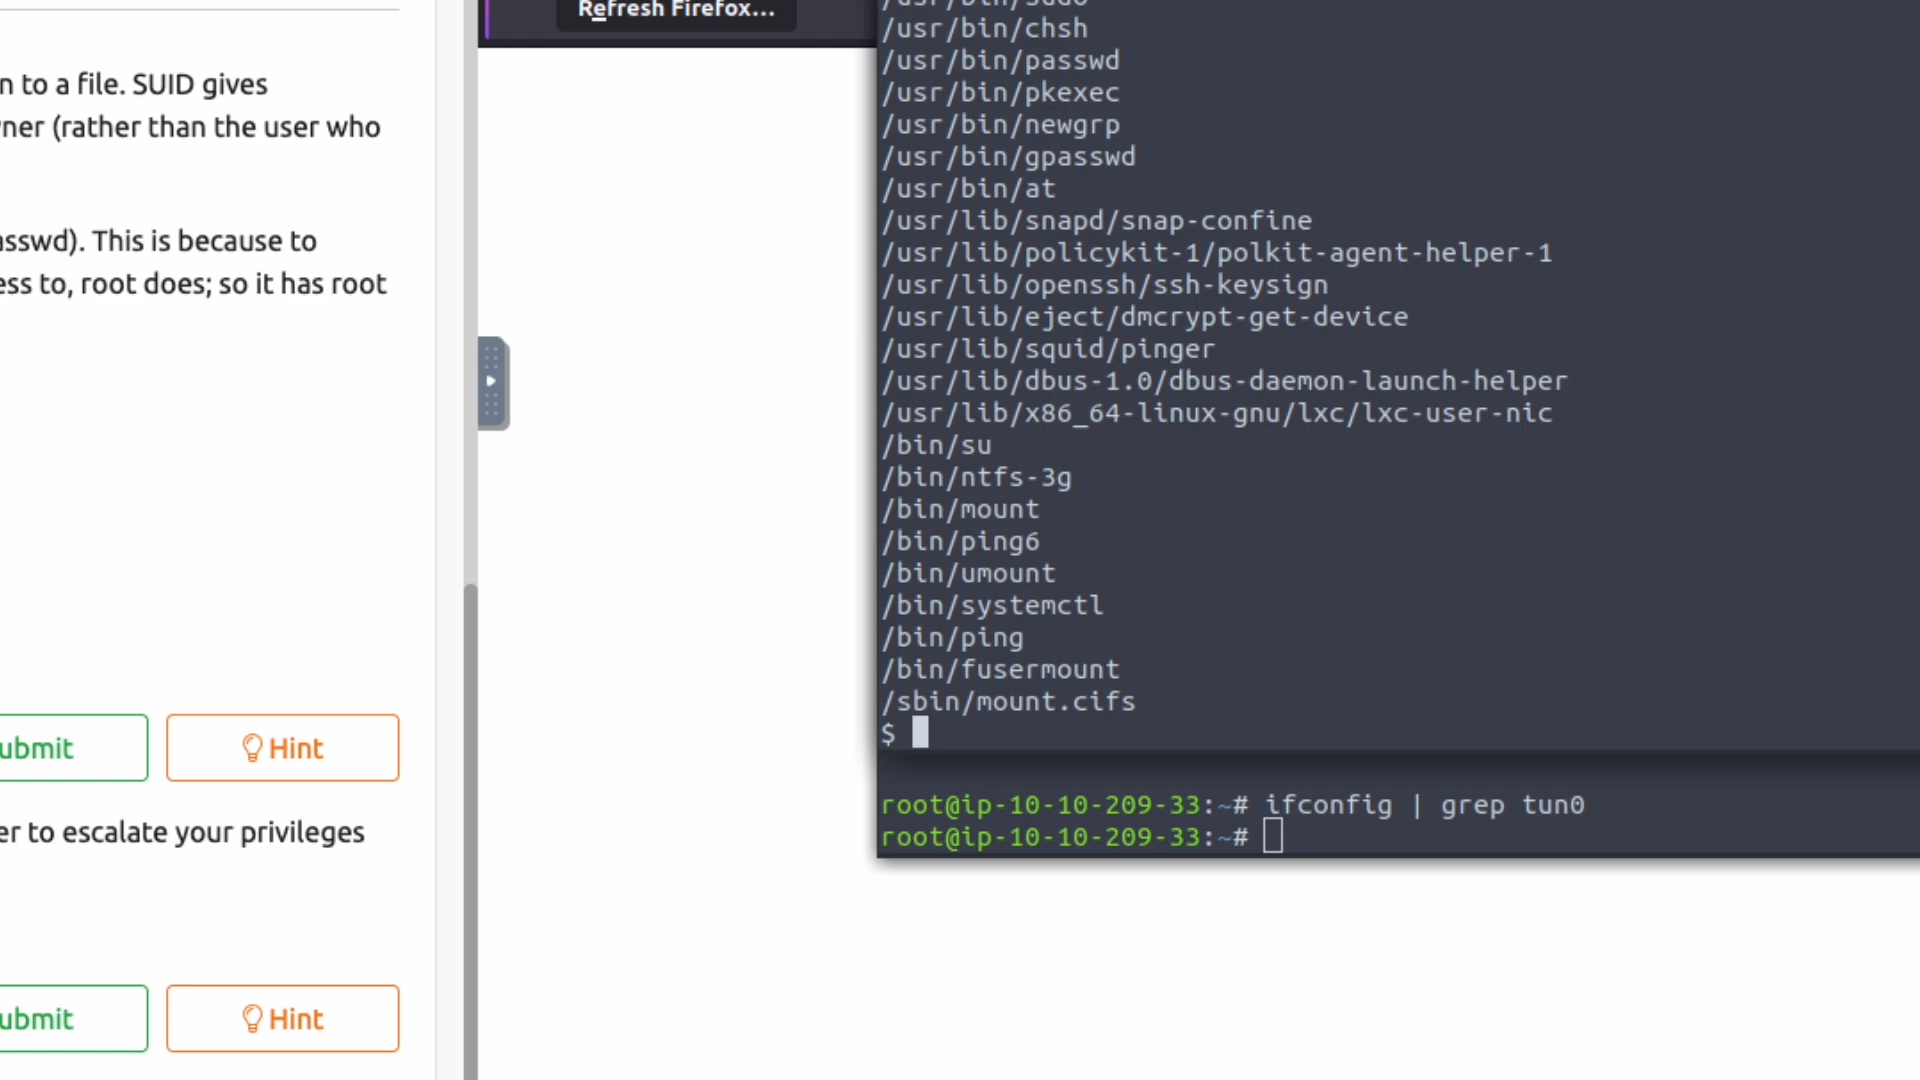 n to a file. SUID gives
ner (rather than the user who
asswd). This is because to
ess to, root does; so it has root
ubmit
Hint
er to escalate your privileges
ubmit
Hint
Refresh Firefox...
/usr/bin/sudo
/usr/bin/chsh
/usr/bin/passwd
/usr/bin/pkexec
/usr/bin/newgrp
/usr/bin/gpasswd
/usr/bin/at
/usr/lib/snapd/snap-confine
/usr/lib/policykit-1/polkit-agent-helper-1
/usr/lib/openssh/ssh-keysign
/usr/lib/eject/dmcrypt-get-device
/usr/lib/squid/pinger
/usr/lib/dbus-1.0/dbus-daemon-launch-helper
/usr/lib/x86_64-linux-gnu/lxc/lxc-user-nic
/bin/su
/bin/ntfs-3g
/bin/mount
/bin/ping6
/bin/umount
/bin/systemctl
/bin/ping
/bin/fusermount
/sbin/mount.cifs
$
root@ip-10-10-209-33:~# ifconfig | grep tun0
root@ip-10-10-209-33:~#